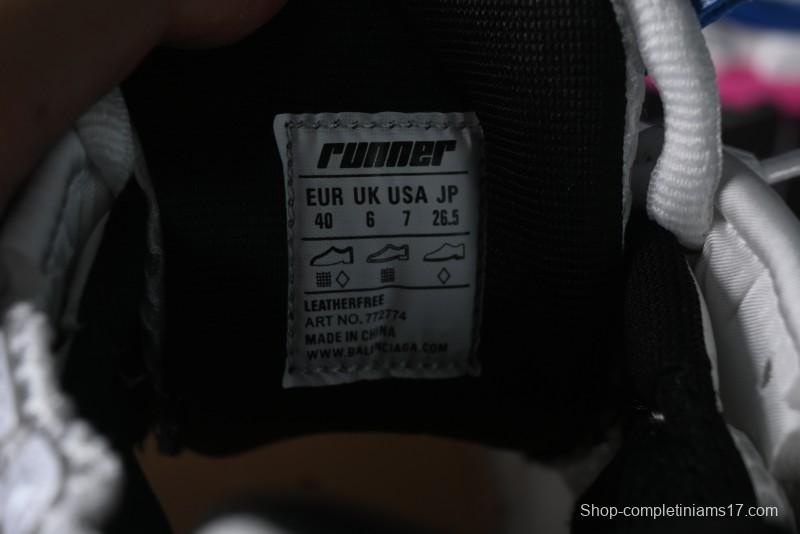 runner
EUR UK USA JP
40 6 7 26.5
LEATHERFREE
ART NO. 772774
MADE IN CHINA
WWW.BALENCIAGA.COM
Shop-completiniams17.com